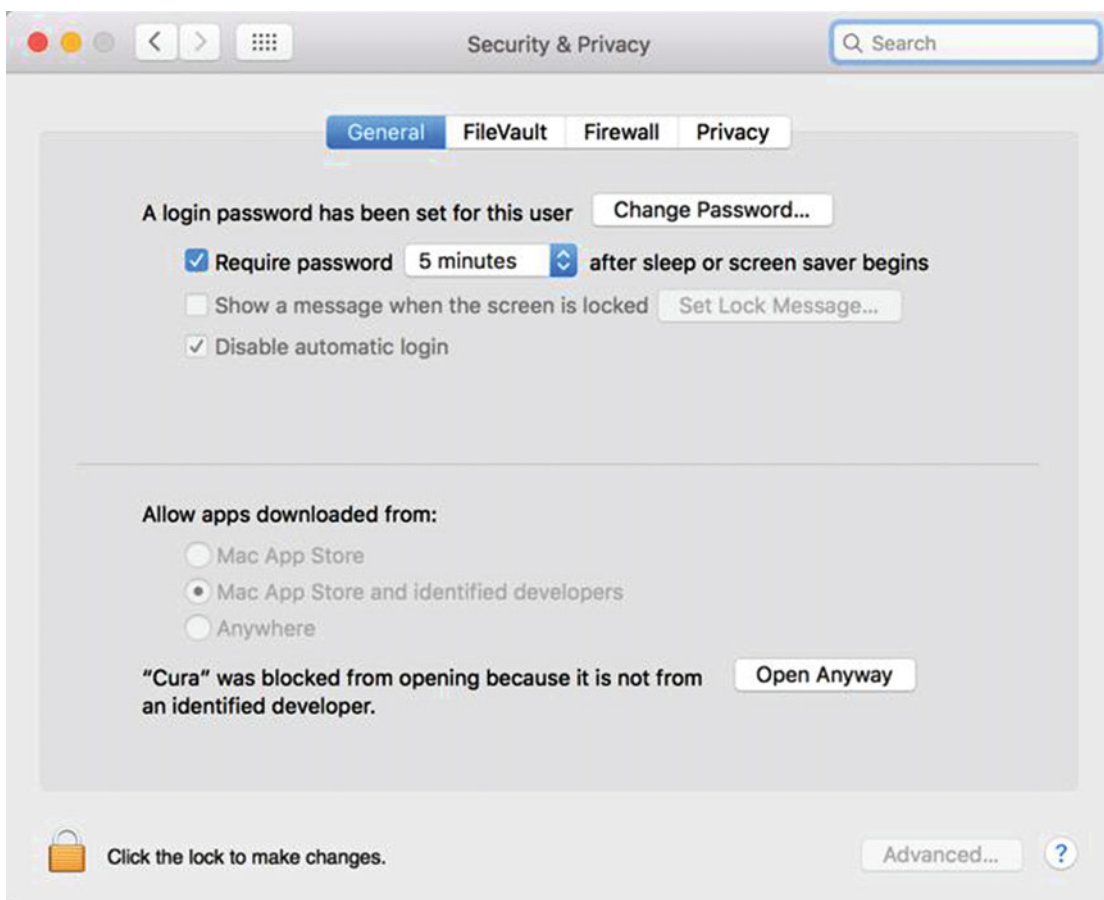 Security & Privacy
Search
General FileVault Firewall Privacy
A login password has been set for this user Change Password...
Require password 5 minutes after sleep or screen saver begins
Show a message when the screen is locked Set Lock Message...
Disable automatic login
Allow apps downloaded from:
Mac App Store
Mac App Store and identified developers
Anywhere
“Cura” was blocked from opening because it is not from Open Anyway
an identified developer.
Click the lock to make changes. Advanced... ?